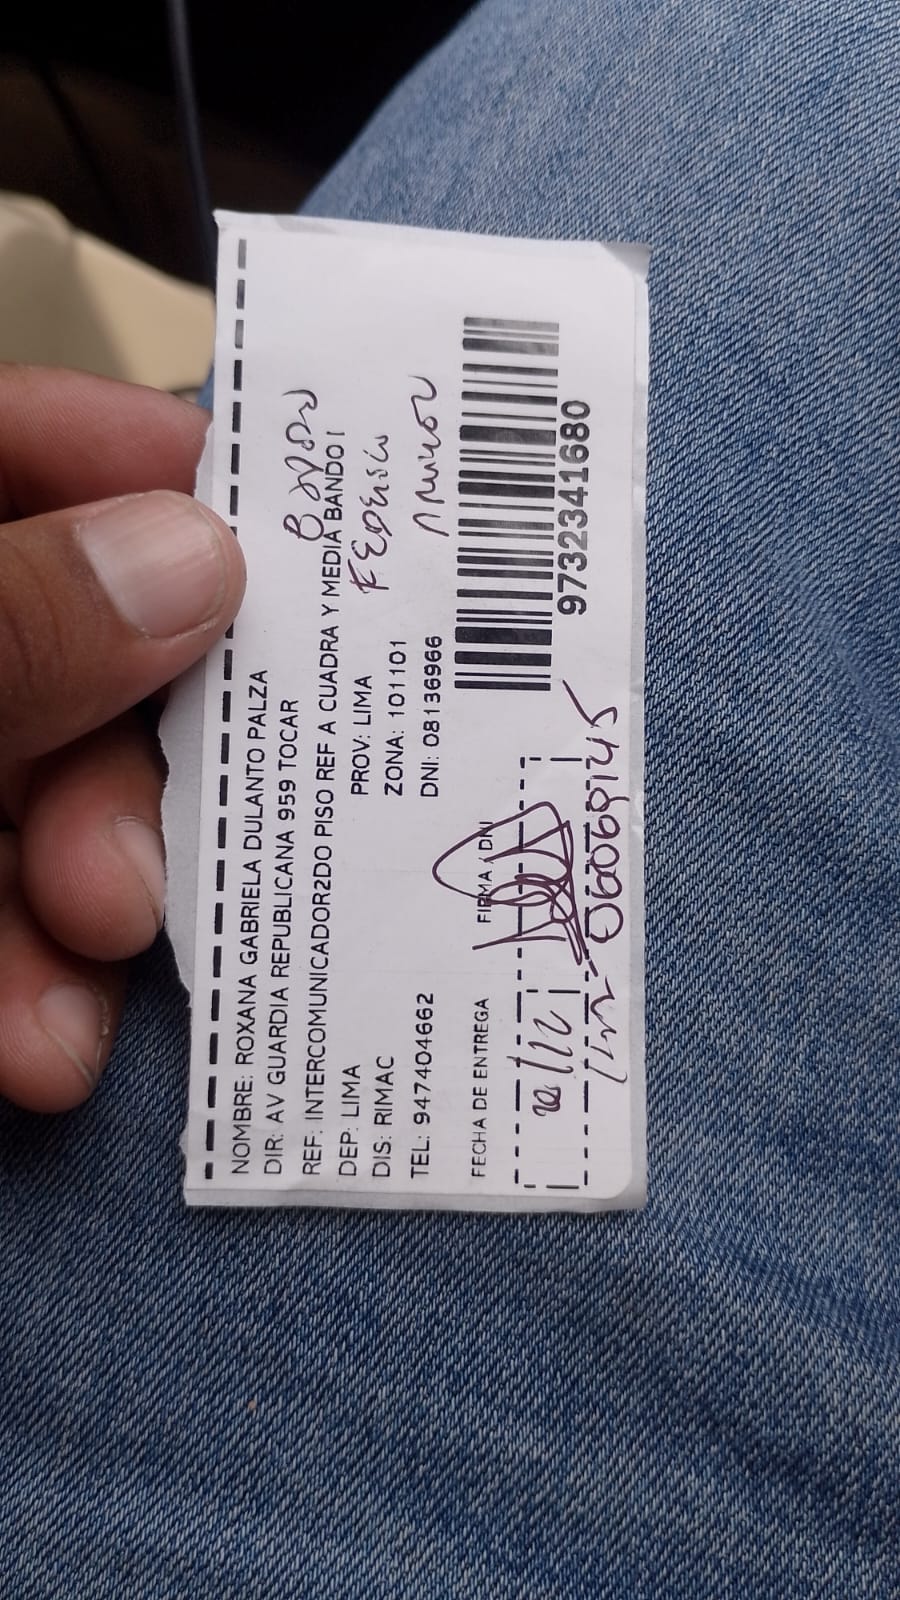 NOMBRE: ROXANA GABRIELA DULANTO PALZA
DIR: AV GUARDIA REPUBLICANA 959 TOCAR
REF: INTERCOMUNICADOR2DO PISO REF A CUADRA Y MEDIA BANDO I
DEP: LIMA PROV: LIMA
DIS: RIMAC ZONA: 101101
TEL: 947404662 DNI: 08136966
FECHA DE ENTREGA FIRMA Y DNI
9732341680